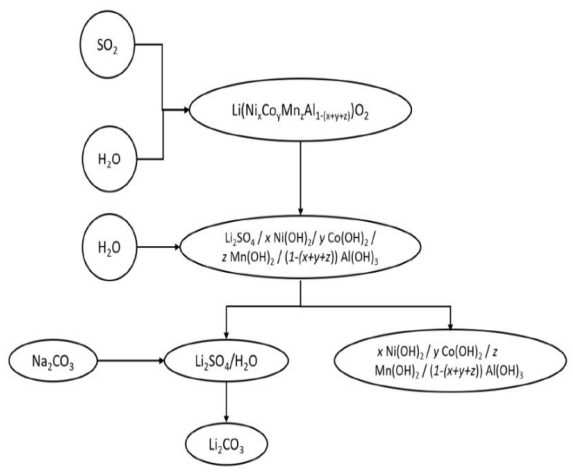 SO₂
Li(NiₓCoᵧMn₂Al₁₋₍ₓ₊ᵧ₊z₎)O₂
H₂O
H₂O
Li₂SO₄ / x Ni(OH)₂/ y Co(OH)₂ /
z Mn(OH)₂ / (1-(x+y+z)) Al(OH)₃
Na₂CO₃
Li₂SO₄/H₂O
x Ni(OH)₂ / y Co(OH)₂ / z
Mn(OH)₂ / (1-(x+y+z)) Al(OH)₃
Li₂CO₃